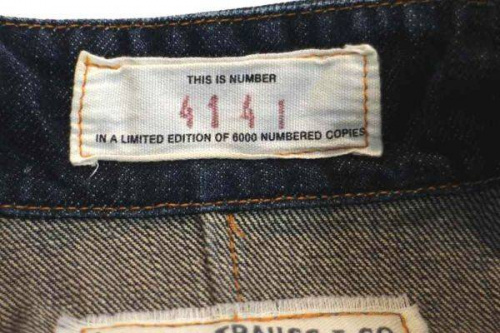 THIS IS NUMBER
4141
IN A LIMITED EDITION OF 6000 NUMBERED COPIES